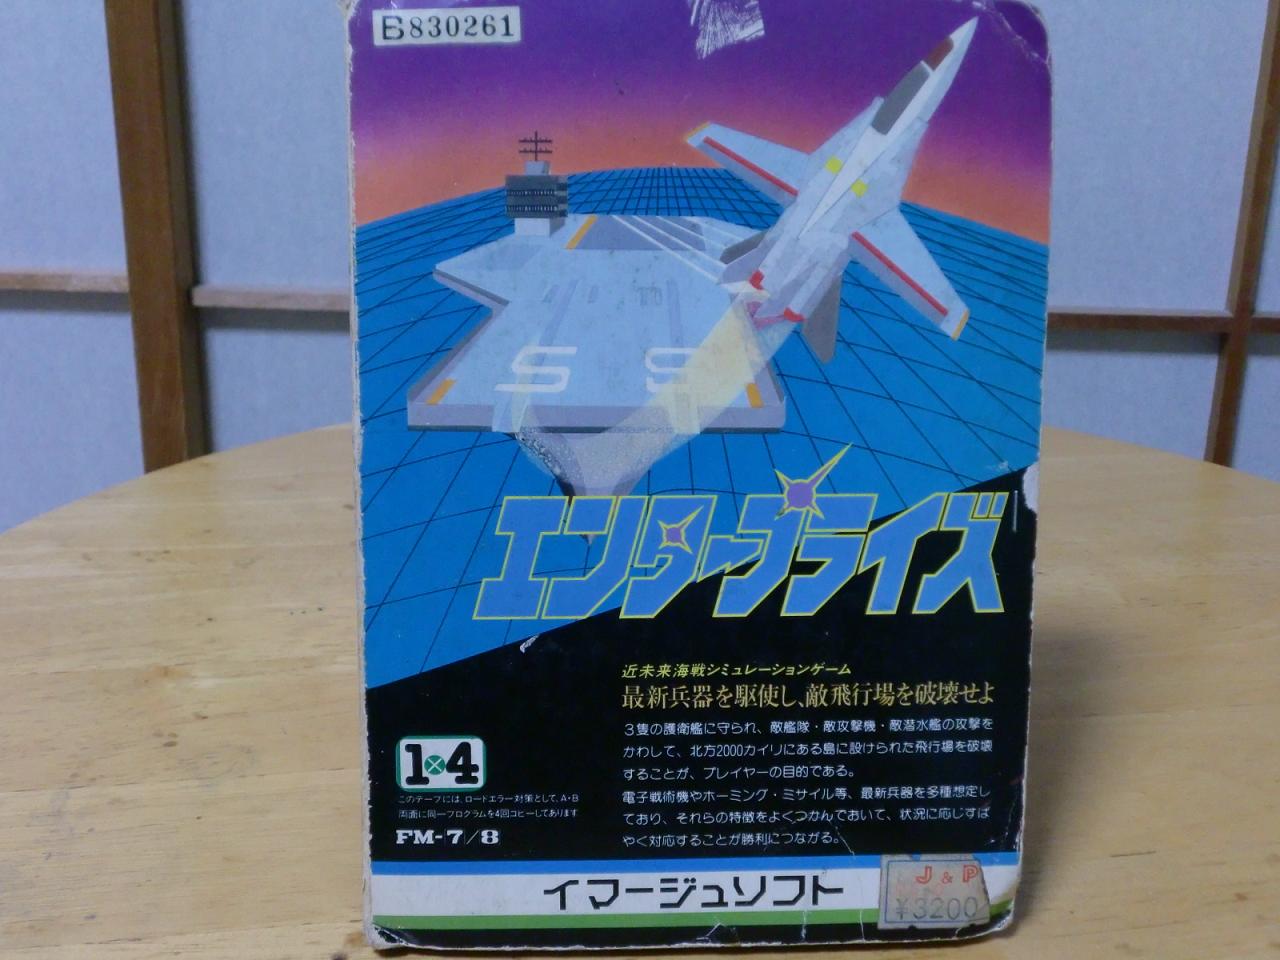 B830261
S S
エンタープライズ
近未来海戦シミュレーションゲーム
最新兵器を駆使し、敵飛行場を破壊せよ
3隻の護衛艦に守られ、敵艦隊・敵攻撃機・敵潜水艦の攻撃を
かわして、北方2000カイリにある島に設けられた飛行場を破壊
することが、プレイヤーの目的である。
電子戦術機やホーミング・ミサイル等、最新兵器を多種想定し
ており、それらの特徴をよくつかんでおいて、状況に応じすば
やく対応することが勝利につながる。
1×4
このテープには、ロードエラー対策として、A・B
両面に同一プログラムを4回コピーしてあります
FM-7/8
イマージュソフト
J&P
¥3200